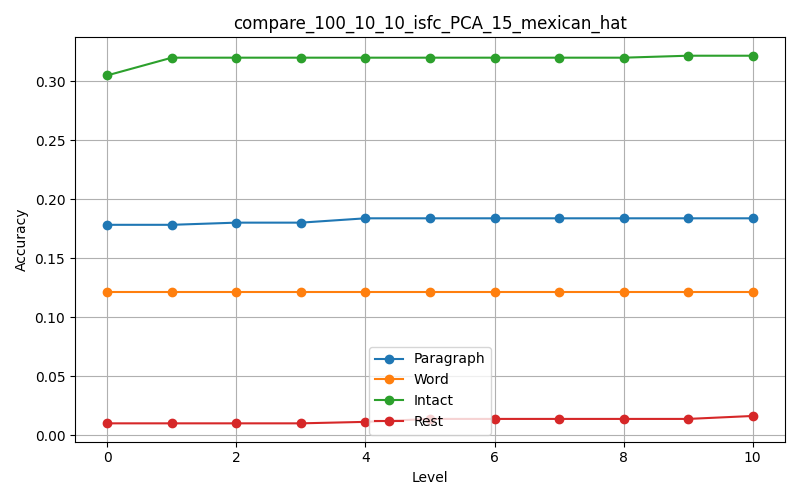 compare_100_10_10_isfc_PCA_15_mexican_hat
Accuracy
0.30
0.25
0.20
0.15
0.10
0.05
0.00
Paragraph
Word
Intact
Rest
0 2 4 6 8 10
Level